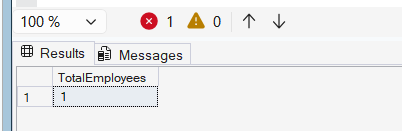 100 % 1 0
Results Messages
TotalEmployees
1 1